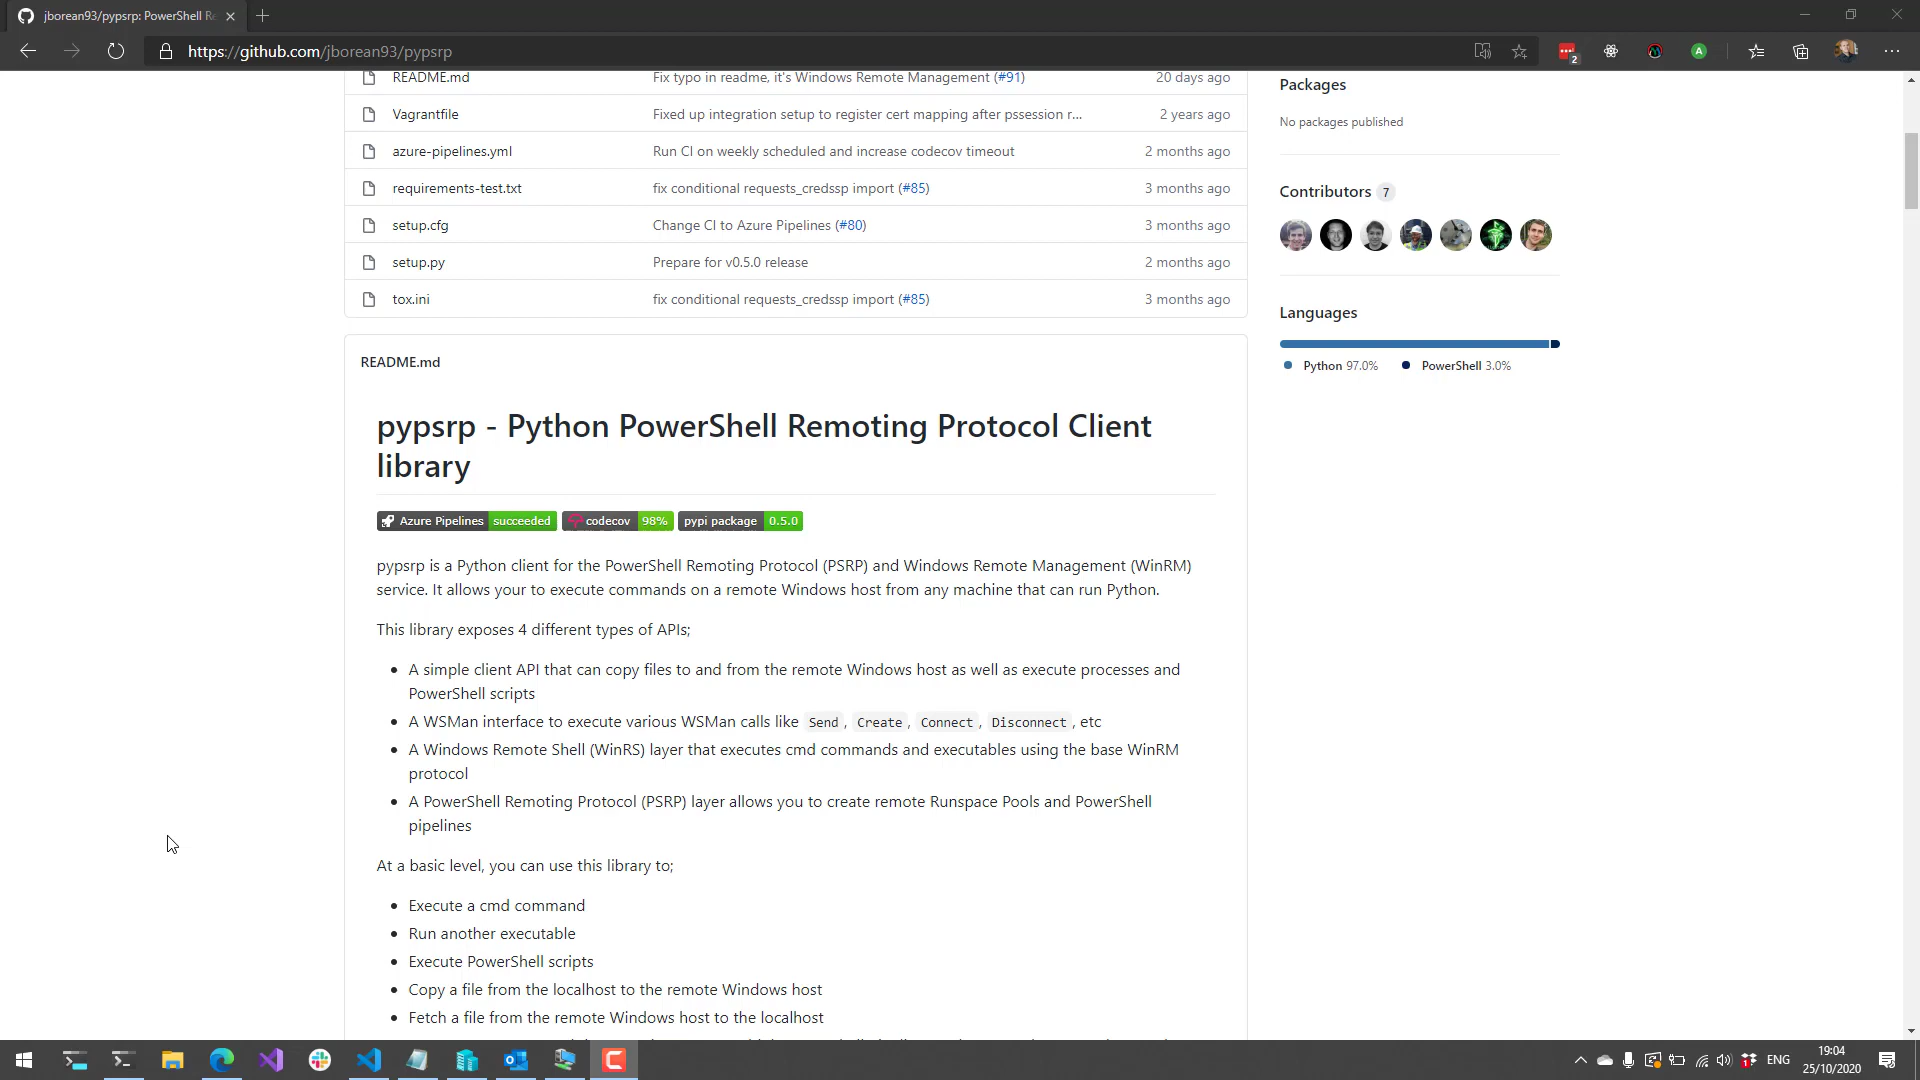 jborean93/pypsrp: PowerShell Re
https://github.com/jborean93/pypsrp
2
A
README.md Fix typo in readme, it's Windows Remote Management (#91) 20 days ago
Vagrantfile Fixed up integration setup to register cert mapping after pssession r... 2 years ago
azure-pipelines.yml Run CI on weekly scheduled and increase codecov timeout 2 months ago
requirements-test.txt fix conditional requests_credssp import (#85) 3 months ago
setup.cfg Change CI to Azure Pipelines (#80) 3 months ago
setup.py Prepare for v0.5.0 release 2 months ago
tox.ini fix conditional requests_credssp import (#85) 3 months ago
Packages
No packages published
Contributors 7
Languages
Python 97.0% PowerShell 3.0%
README.md
pypsrp - Python PowerShell Remoting Protocol Client
library
Azure Pipelines succeeded codecov 98% pypi package 0.5.0
pypsrp is a Python client for the PowerShell Remoting Protocol (PSRP) and Windows Remote Management (WinRM)
service. It allows your to execute commands on a remote Windows host from any machine that can run Python.
This library exposes 4 different types of APIs;
• A simple client API that can copy files to and from the remote Windows host as well as execute processes and
PowerShell scripts
• A WSMan interface to execute various WSMan calls like Send, Create, Connect, Disconnect, etc
• A Windows Remote Shell (WinRS) layer that executes cmd commands and executables using the base WinRM
protocol
• A PowerShell Remoting Protocol (PSRP) layer allows you to create remote Runspace Pools and PowerShell
pipelines
At a basic level, you can use this library to;
• Execute a cmd command
• Run another executable
• Execute PowerShell scripts
• Copy a file from the localhost to the remote Windows host
• Fetch a file from the remote Windows host to the localhost
ENG
19:04
25/10/2020